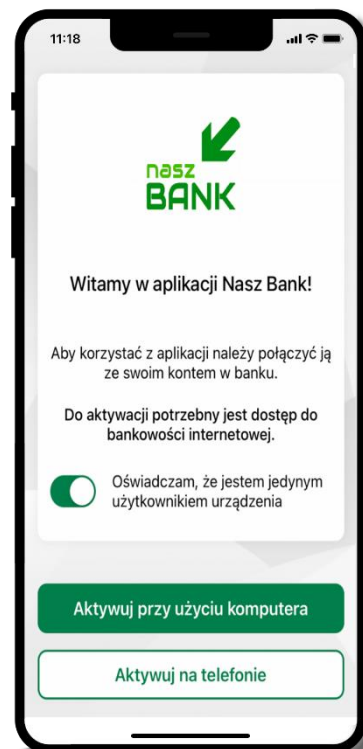 11:18
nasz
BANK
Witamy w aplikacji Nasz Bank!
Aby korzystać z aplikacji należy połączyć ją
ze swoim kontem w banku.
Do aktywacji potrzebny jest dostęp do
bankowości internetowej.
Oświadczam, że jestem jedynym
użytkownikiem urządzenia
Aktywuj przy użyciu komputera
Aktywuj na telefonie